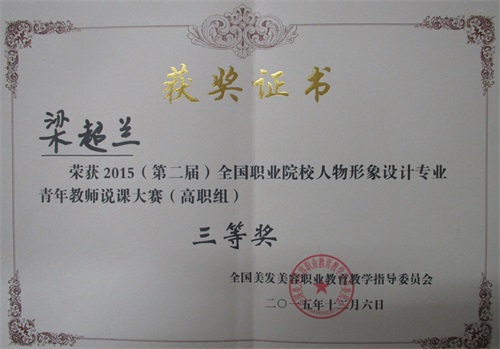 获奖证书
梁超兰
荣获2015（第二届）全国职业院校人物形象设计专业
青年教师说课大赛（高职组）
三等奖
全国美发美容职业教育教学指导委员会
二〇一五年十二月六日